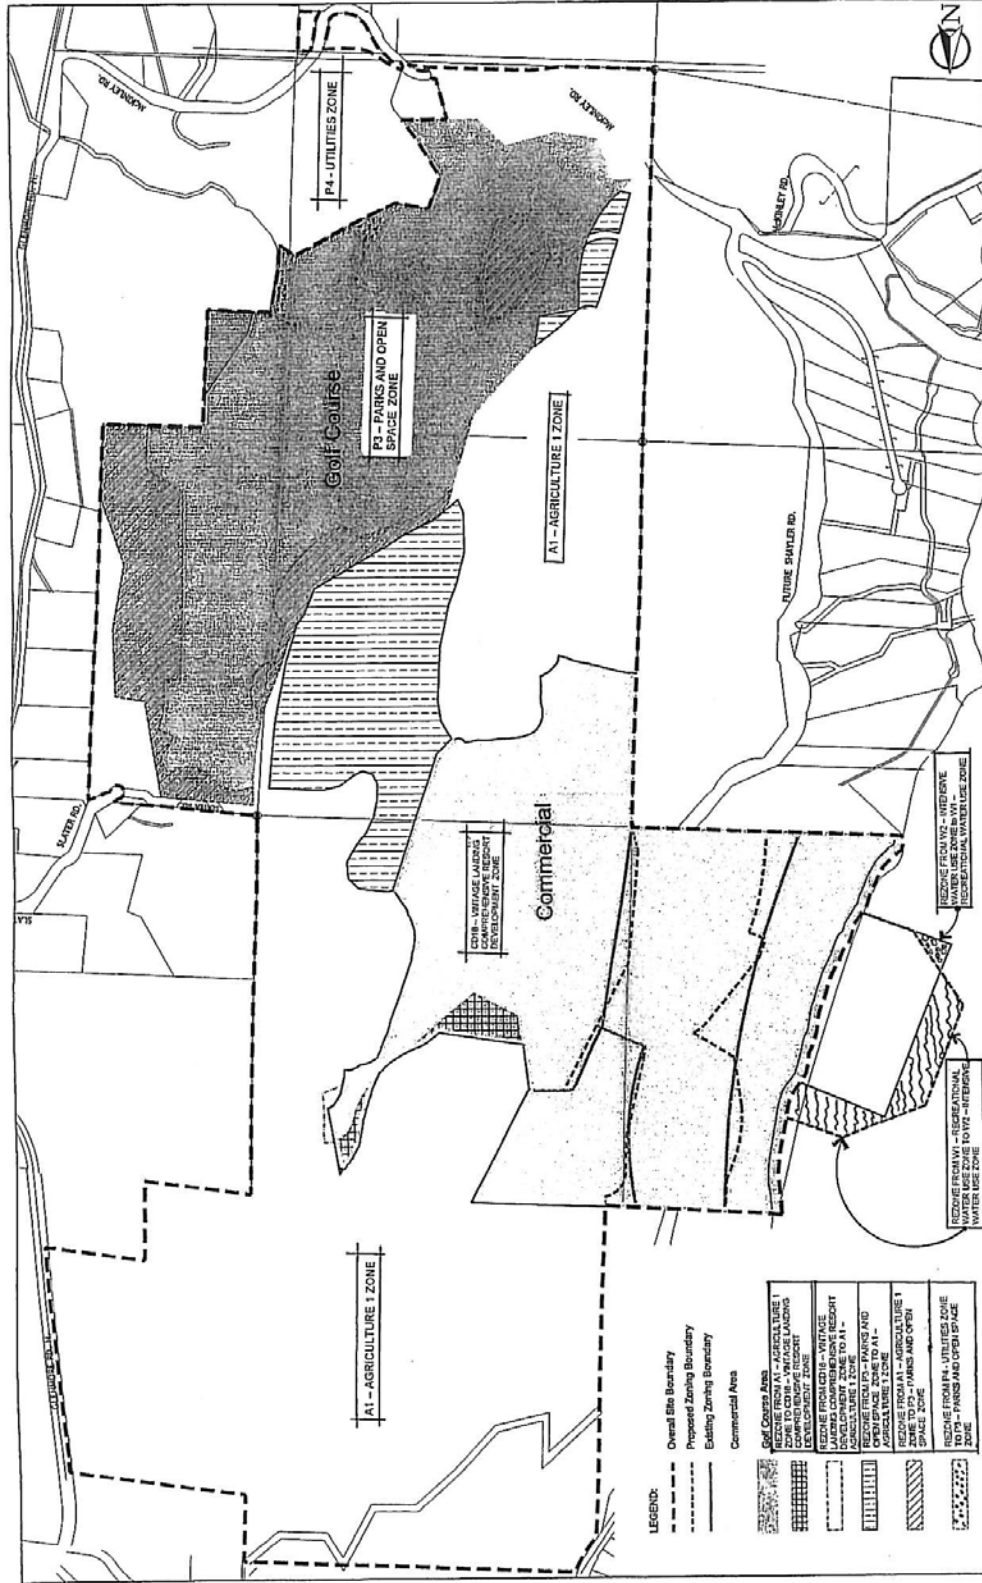 N
McKINLEY RD.
P4 – UTILITIES ZONE
McKINLEY RD.
McKINLEY RD.
Golf Course
P3 – PARKS AND OPEN
SPACE ZONE
A1 – AGRICULTURE 1 ZONE
FUTURE SHAYLER RD.
SLATER RD.
SLAT
CD18 – VINTAGE LANDING
COMPREHENSIVE RESORT
DEVELOPMENT ZONE
Commercial
REZONE FROM W2 – INTENSIVE
WATER USE ZONE to W1 –
RECREATIONAL WATER USE ZONE
REZONE FROM W1 – RECREATIONAL
WATER USE ZONE TO W2 – INTENSIVE
WATER USE ZONE
GLENMORE RD. N.
A1 – AGRICULTURE 1 ZONE
LEGEND:
Overall Site Boundary
Proposed Zoning Boundary
Existing Zoning Boundary
Commercial Area
Golf Course Area
REZONE FROM A1 – AGRICULTURE 1
ZONE TO CD18 – VINTAGE LANDING
COMPREHENSIVE RESORT
DEVELOPMENT ZONE
REZONE FROM CD18 – VINTAGE
LANDING COMPREHENSIVE RESORT
DEVELOPMENT ZONE TO A1 –
AGRICULTURE 1 ZONE
REZONE FROM P3 – PARKS AND
OPEN SPACE ZONE TO A1 –
AGRICULTURE 1 ZONE
REZONE FROM A1 – AGRICULTURE 1
ZONE TO P3 – PARKS AND OPEN
SPACE ZONE
REZONE FROM P4 – UTILITIES ZONE
TO P3 – PARKS AND OPEN SPACE
ZONE